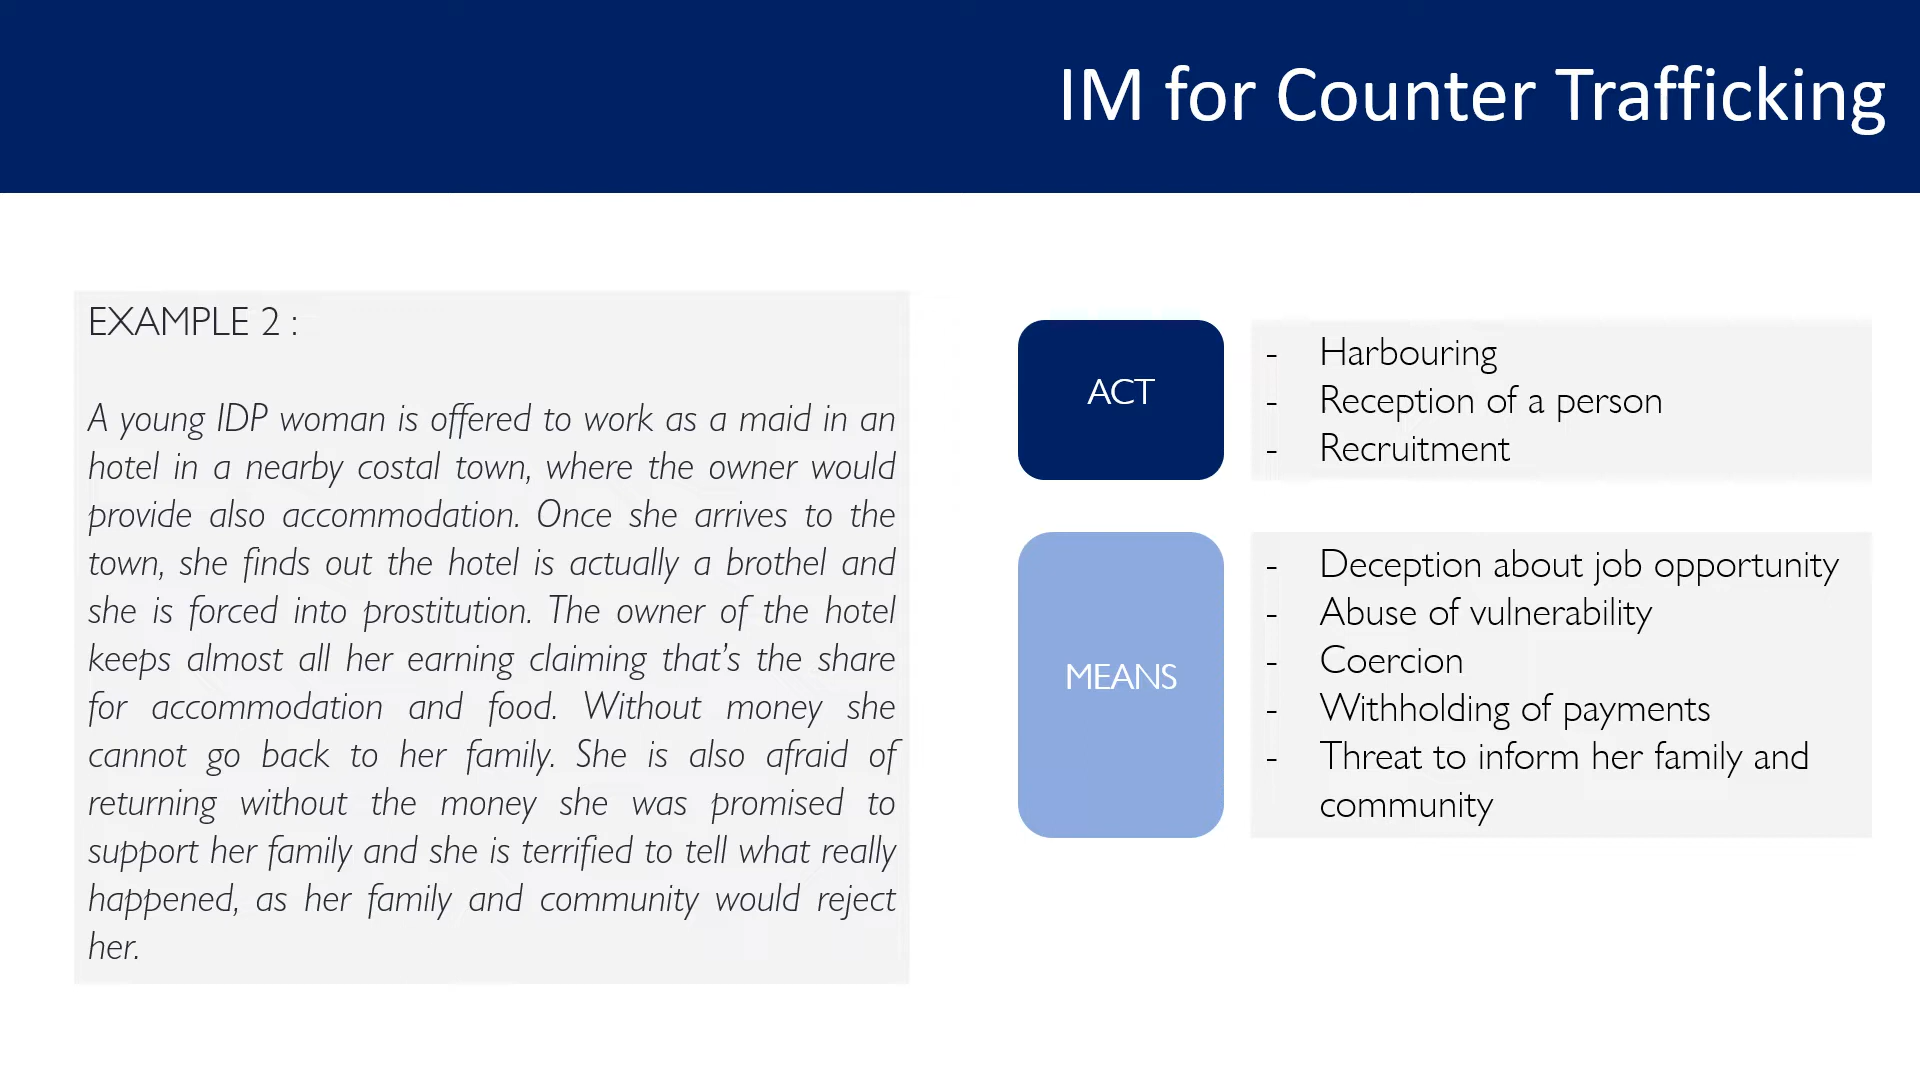 IM for Counter Trafficking
EXAMPLE 2 :
A young IDP woman is offered to work as a maid in an
hotel in a nearby costal town, where the owner would
provide also accommodation. Once she arrives to the
town, she finds out the hotel is actually a brothel and
she is forced into prostitution. The owner of the hotel
keeps almost all her earning claiming that's the share
for accommodation and food. Without money she
cannot go back to her family. She is also afraid of
returning without the money she was promised to
support her family and she is terrified to tell what really
happened, as her family and community would reject
her.
ACT
- Harbouring
- Reception of a person
- Recruitment
MEANS
- Deception about job opportunity
- Abuse of vulnerability
- Coercion
- Withholding of payments
- Threat to inform her family and
community